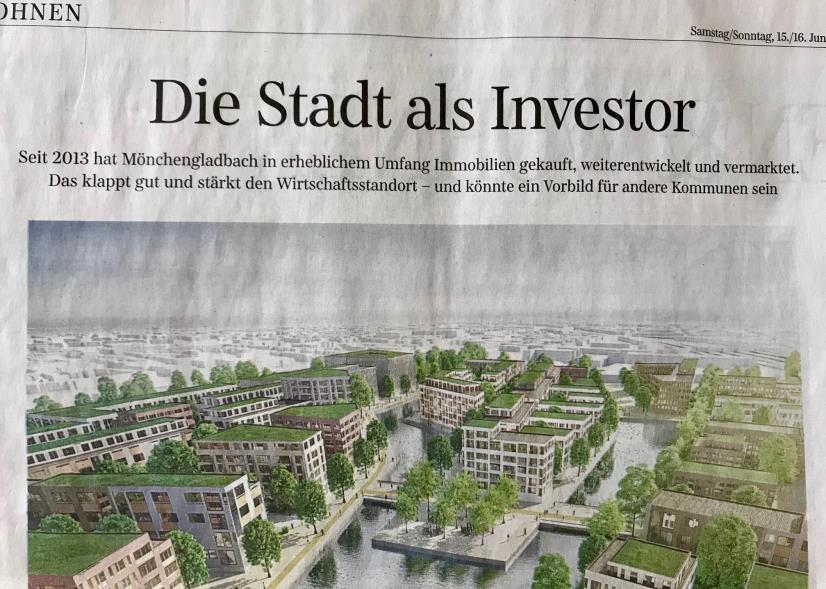 OHNEN
Samstag/Sonntag, 15./16. Jun
Die Stadt als Investor
Seit 2013 hat Mönchengladbach in erheblichem Umfang Immobilien gekauft, weiterentwickelt und vermarktet.
Das klappt gut und stärkt den Wirtschaftsstandort – und könnte ein Vorbild für andere Kommunen sein